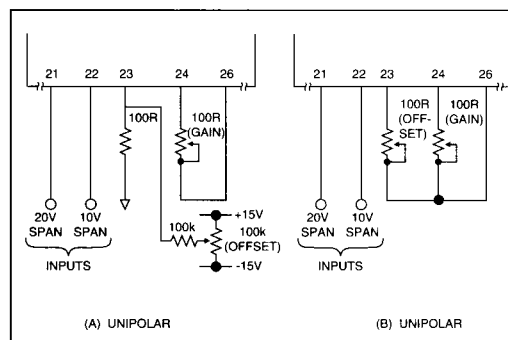 21 22 23 24 26
100R
100R
(GAIN)
20V
SPAN
10V
SPAN
INPUTS
100k
+15V
100k
(OFFSET)
-15V
(A) UNIPOLAR
21 22 23 24 26
100R
(OFF-
SET)
100R
(GAIN)
20V
SPAN
10V
SPAN
INPUTS
(B) UNIPOLAR